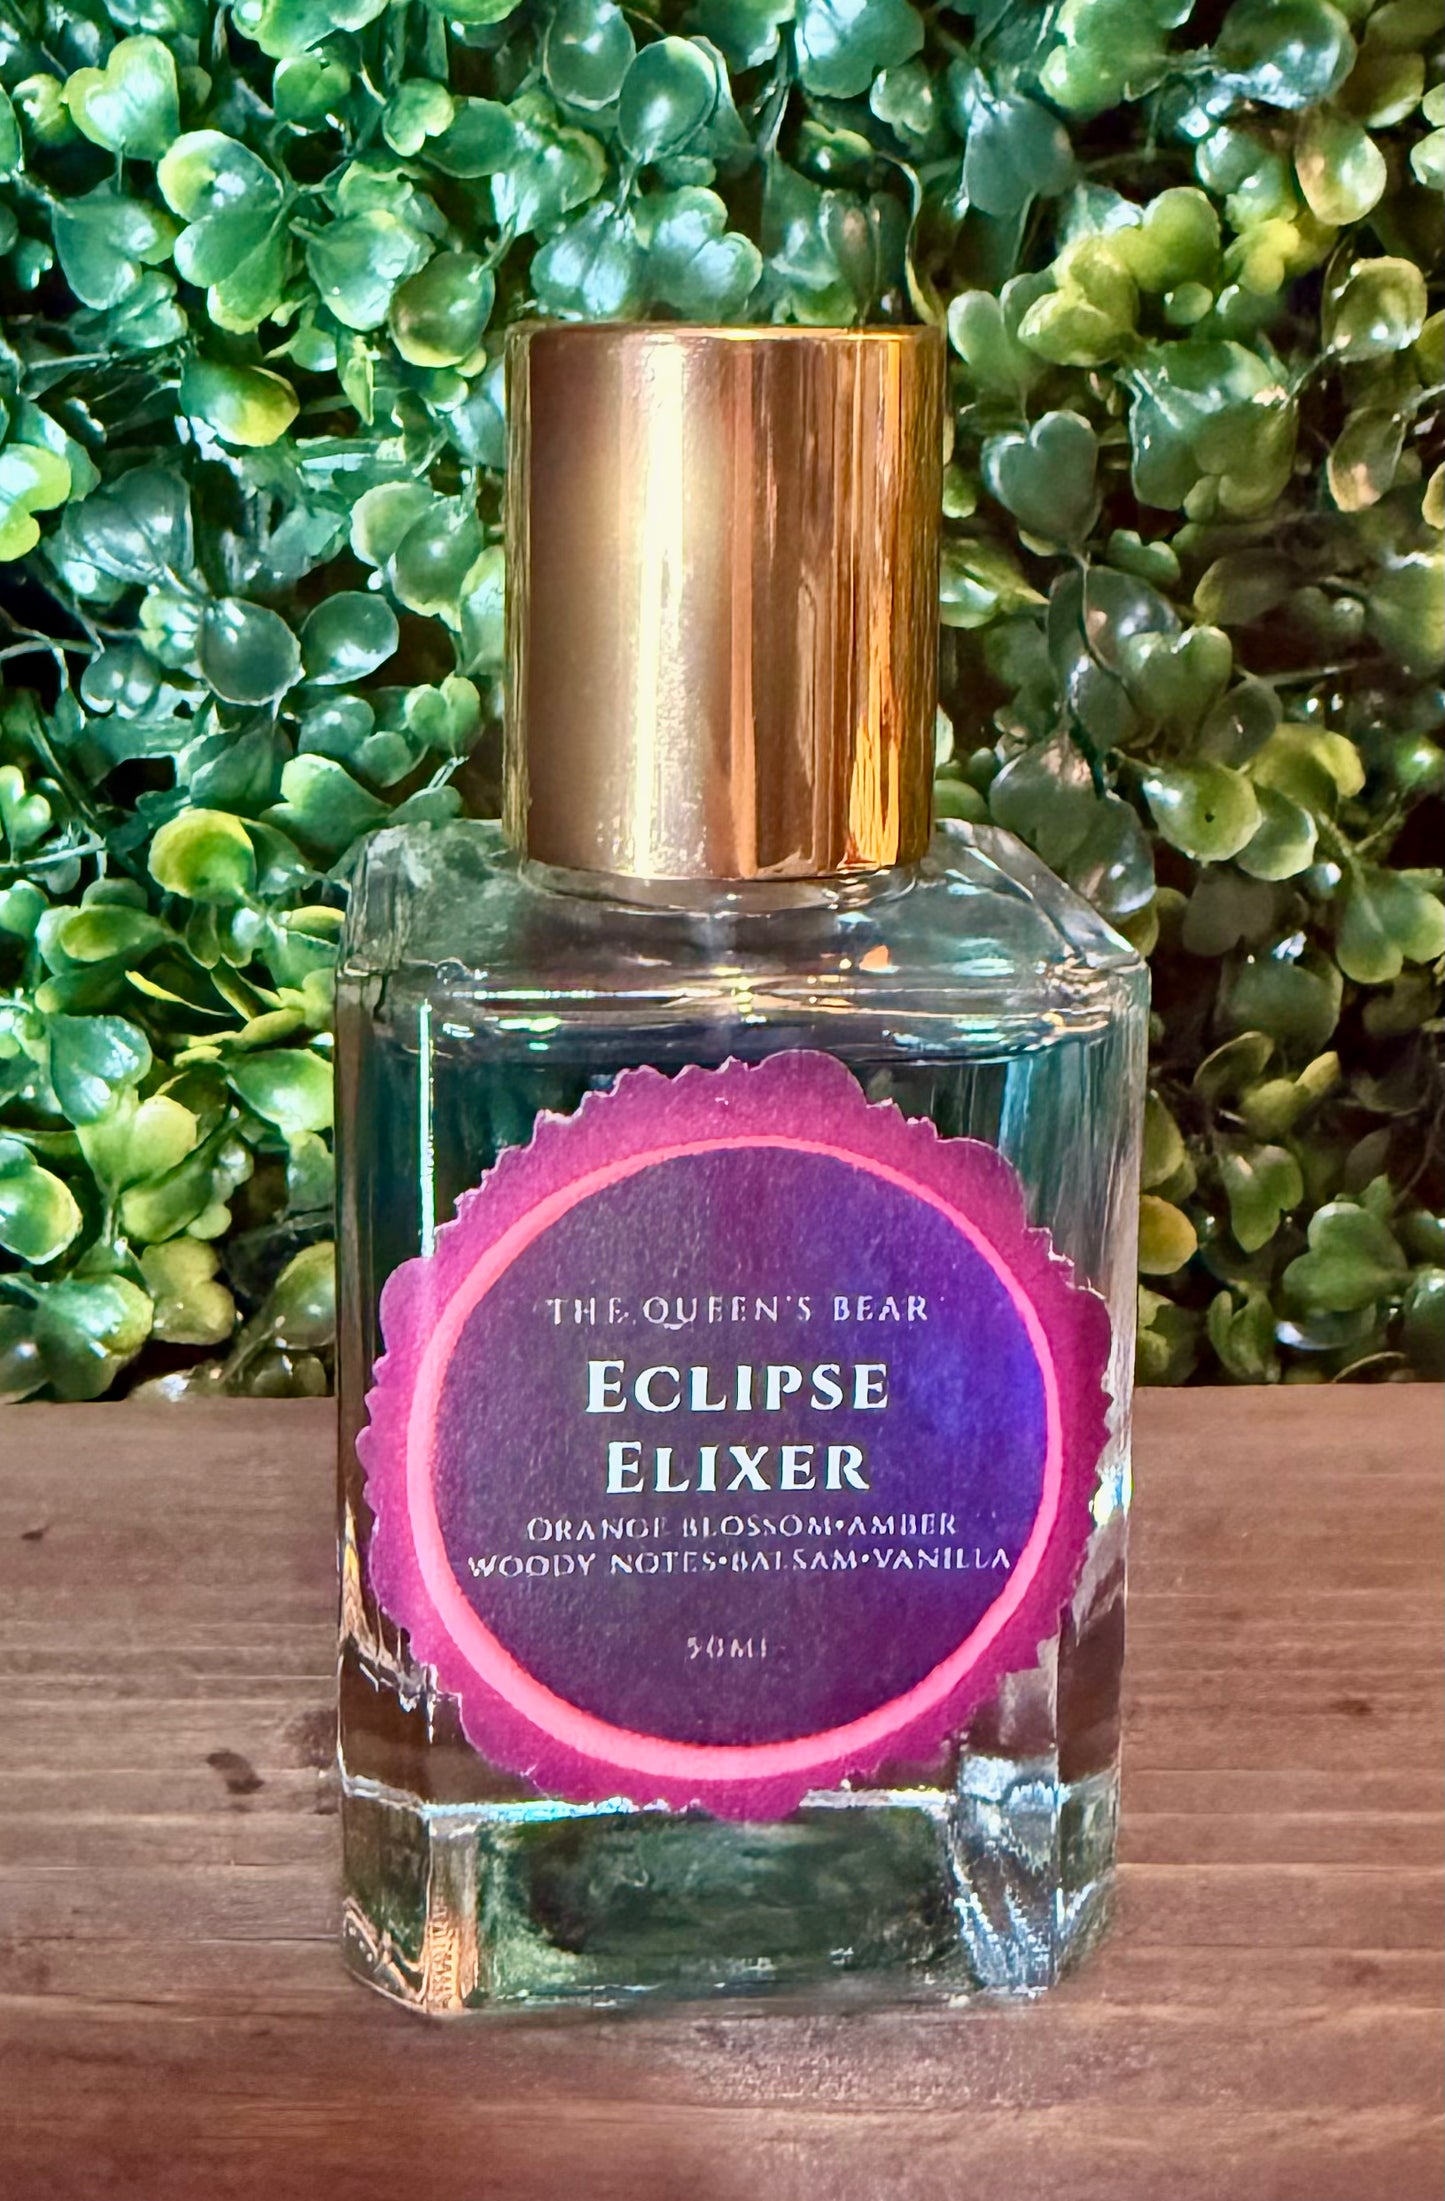 THE QUEEN'S BEAR
ECLIPSE
ELIXER
ORANGE BLOSSOM•AMBER
WOODY NOTES•BALSAM•VANILLA
50ML